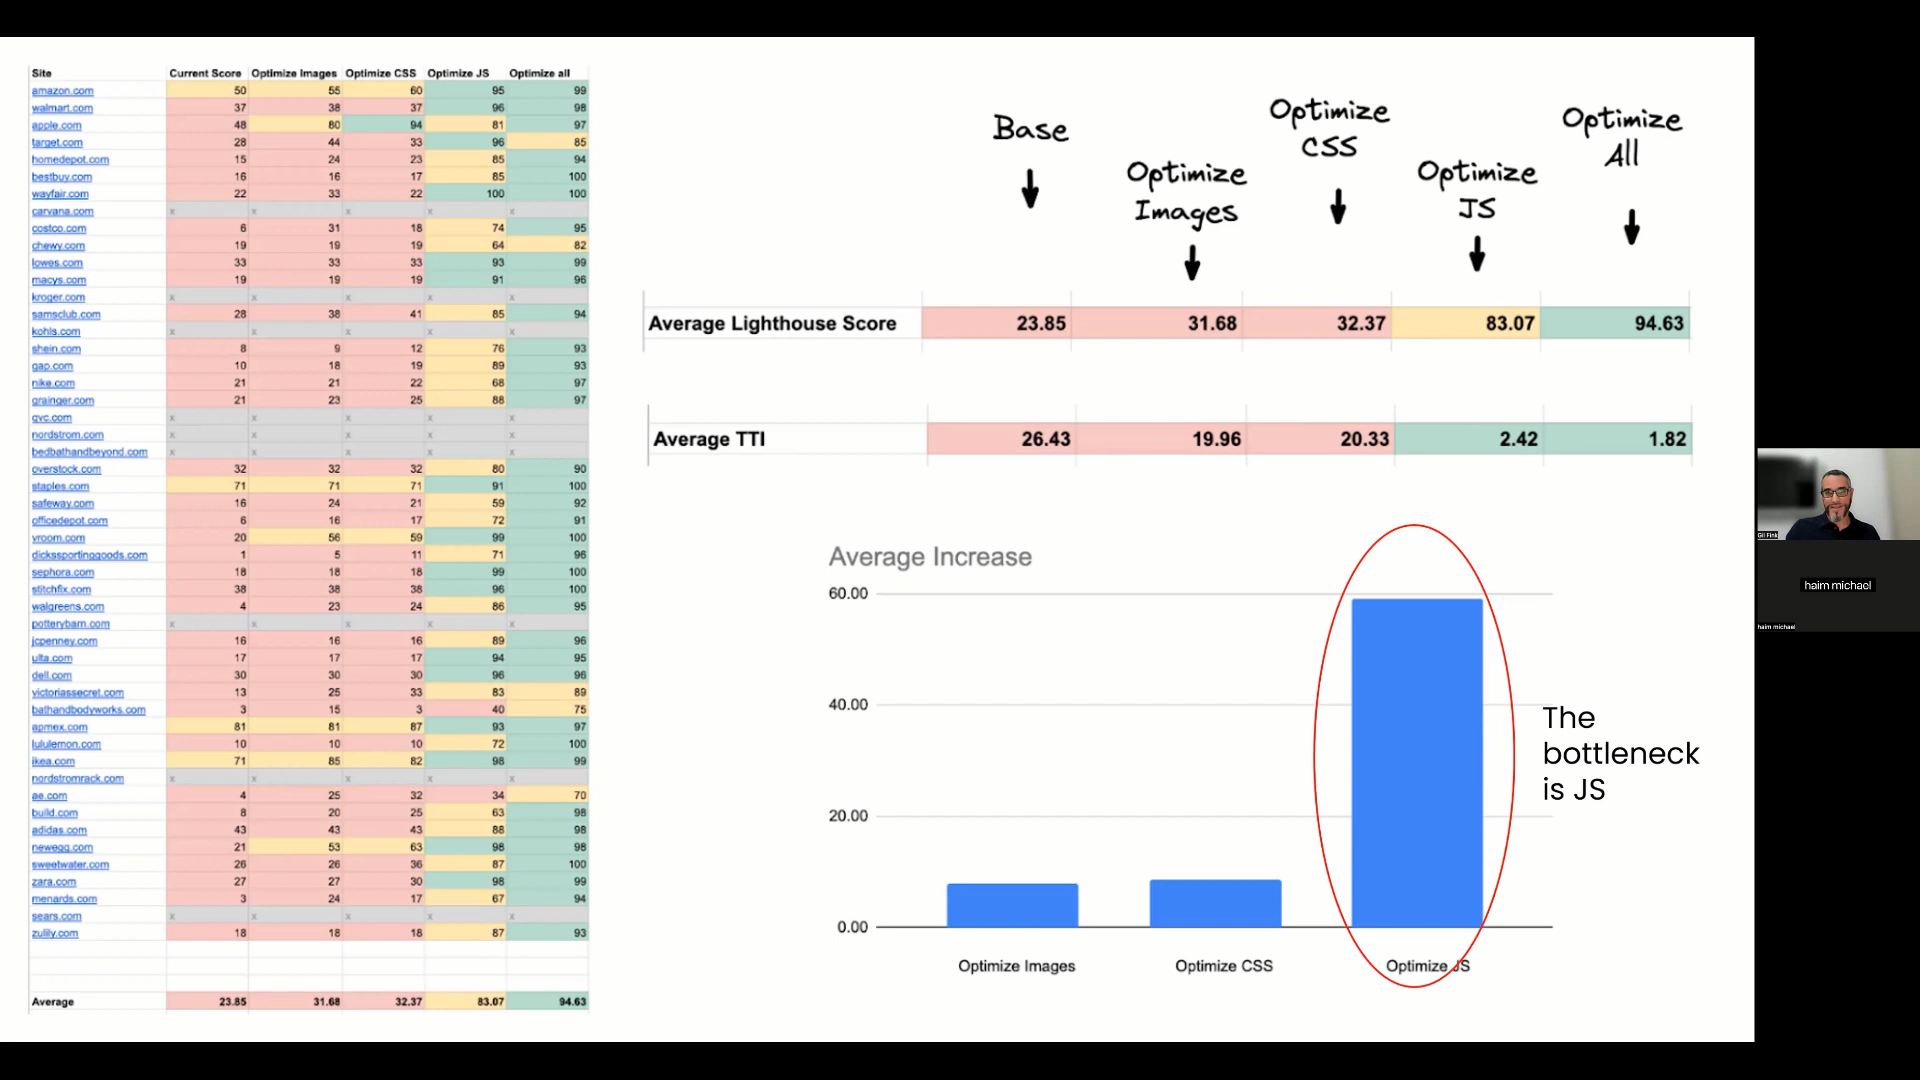 Site Current Score Optimize Images Optimize CSS Optimize JS Optimize all
amazon.com 50 55 60 95 99
walmart.com 37 38 37 96 98
apple.com 48 80 94 81 97
target.com 28 44 33 96 85
homedepot.com 15 24 23 85 94
bestbuy.com 16 16 17 85 100
wayfair.com 22 33 22 100 100
carvana.com x x x x x
costco.com 6 31 18 74 95
chewy.com 19 19 19 64 82
lowes.com 33 33 33 93 99
macys.com 19 19 19 91 96
kroger.com x x x x x
samsclub.com 28 38 41 85 94
kohls.com x x x x x
shein.com 8 9 12 76 93
gap.com 10 18 19 89 93
nike.com 21 21 22 68 97
grainger.com 21 23 25 88 97
qvc.com x x x x x
nordstrom.com x x x x x
bedbathandbeyond.com x x x x x
overstock.com 32 32 32 80 90
staples.com 71 71 71 91 100
safeway.com 16 24 21 59 92
officedepot.com 6 16 17 72 91
vroom.com 20 56 59 99 100
dickssportinggoods.com 1 5 11 71 96
sephora.com 18 18 18 99 100
stitchfix.com 38 38 38 96 100
walgreens.com 4 23 24 86 95
potterybarn.com x x x x x
jcpenney.com 16 16 16 89 96
ulta.com 17 17 17 94 95
dell.com 30 30 30 96 96
victoriassecret.com 13 25 33 83 89
bathandbodyworks.com 3 15 3 40 75
apmex.com 81 81 87 93 97
lululemon.com 10 10 10 72 100
ikea.com 71 85 82 98 99
nordstromrack.com x x x x x
ae.com 4 25 32 34 70
build.com 8 20 25 63 98
adidas.com 43 43 43 88 98
newegg.com 21 53 63 98 98
sweetwater.com 26 26 36 87 100
zara.com 27 27 30 98 99
menards.com 3 24 17 67 94
sears.com x x x x x
zulily.com 18 18 18 87 93
Average 23.85 31.68 32.37 83.07 94.63
Base
Optimize
Images
Optimize
CSS
Optimize
JS
Optimize
All
Average Lighthouse Score 23.85 31.68 32.37 83.07 94.63
Average TTI 26.43 19.96 20.33 2.42 1.82
Average Increase
60.00
40.00
20.00
0.00
Optimize Images Optimize CSS Optimize JS
The
bottleneck
is JS
Gil Fink
haim michael
haim michael